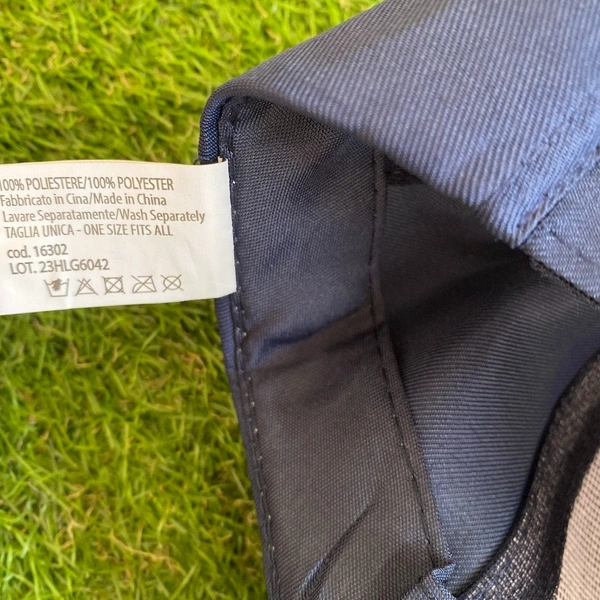 100% POLIESTERE/100% POLYESTER
Fabbricato in Cina/Made in China
Lavare Separatamente/Wash Separately
TAGLIA UNICA - ONE SIZE FITS ALL
cod. 16302
LOT. 23HLG6042